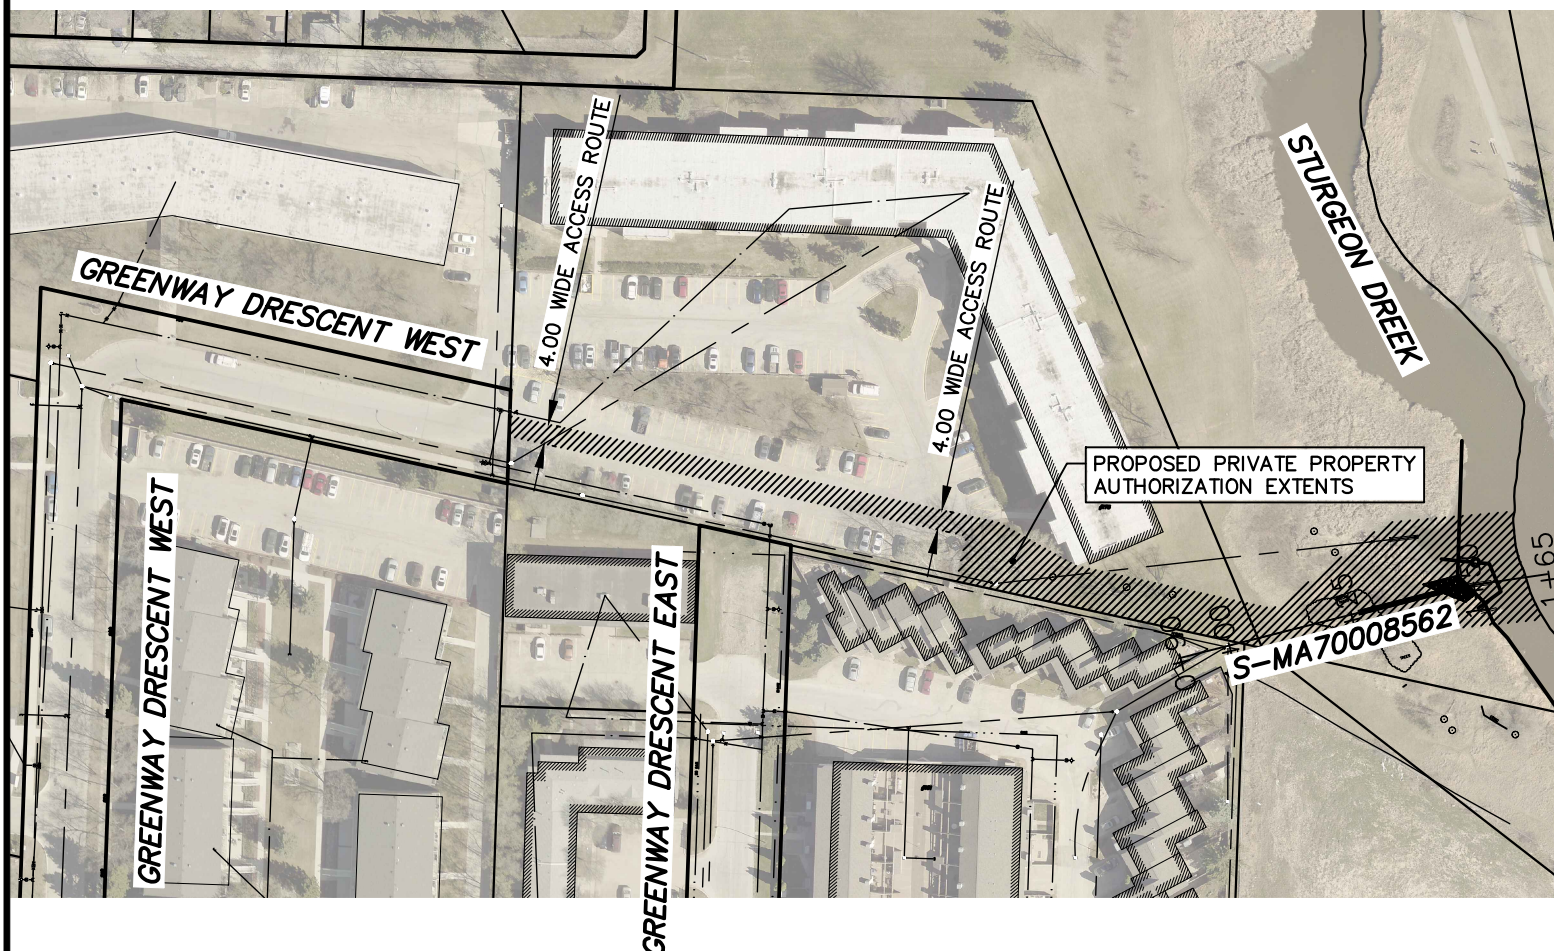 4.00 WIDE ACCESS ROUTE
4.00 WIDE ACCESS ROUTE
STURGEON DREEK
GREENWAY DRESCENT WEST
PROPOSED PRIVATE PROPERTY
AUTHORIZATION EXTENTS
GREENWAY DRESCENT WEST
GREENWAY DRESCENT EAST
S-MA70008562
1+65